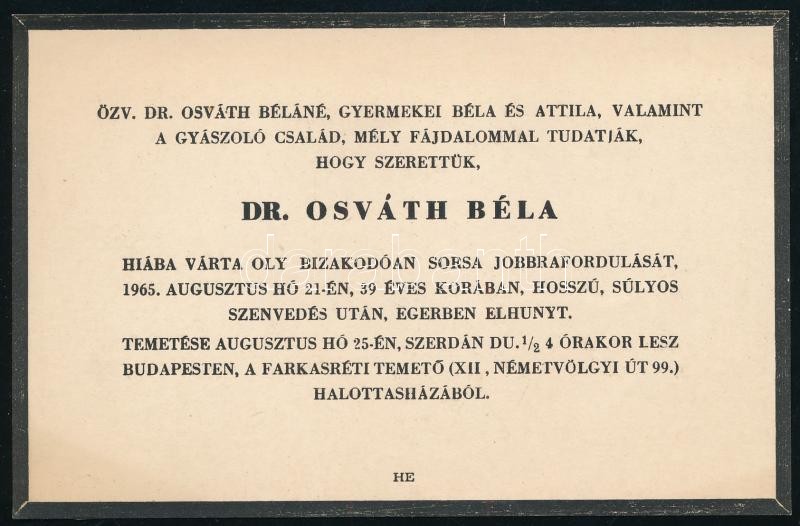 ÖZV. DR. OSVÁTH BÉLÁNÉ, GYERMEKEI BÉLA ÉS ATTILA, VALAMINT
A GYÁSZOLÓ CSALÁD, MÉLY FÁJDALOMMAL TUDATJÁK,
HOGY SZERETTÜK,
DR. OSVÁTH BÉLA
HIÁBA VÁRTA OLY BIZAKODÓAN SORSA JOBBRAFORDULÁSÁT,
1965. AUGUSZTUS HÓ 21-ÉN, 39 ÉVES KORÁBAN, HOSSZÚ, SÚLYOS
SZENVEDÉS UTÁN, EGERBEN ELHUNYT.
TEMETÉSE AUGUSZTUS HÓ 25-ÉN, SZERDÁN DU. 1/2 4 ÓRAKOR LESZ
BUDAPESTEN, A FARKASRÉTI TEMETŐ (XII, NÉMETVÖLGYI ÚT 99.)
HALOTTASHÁZÁBÓL.
HE
darabanth